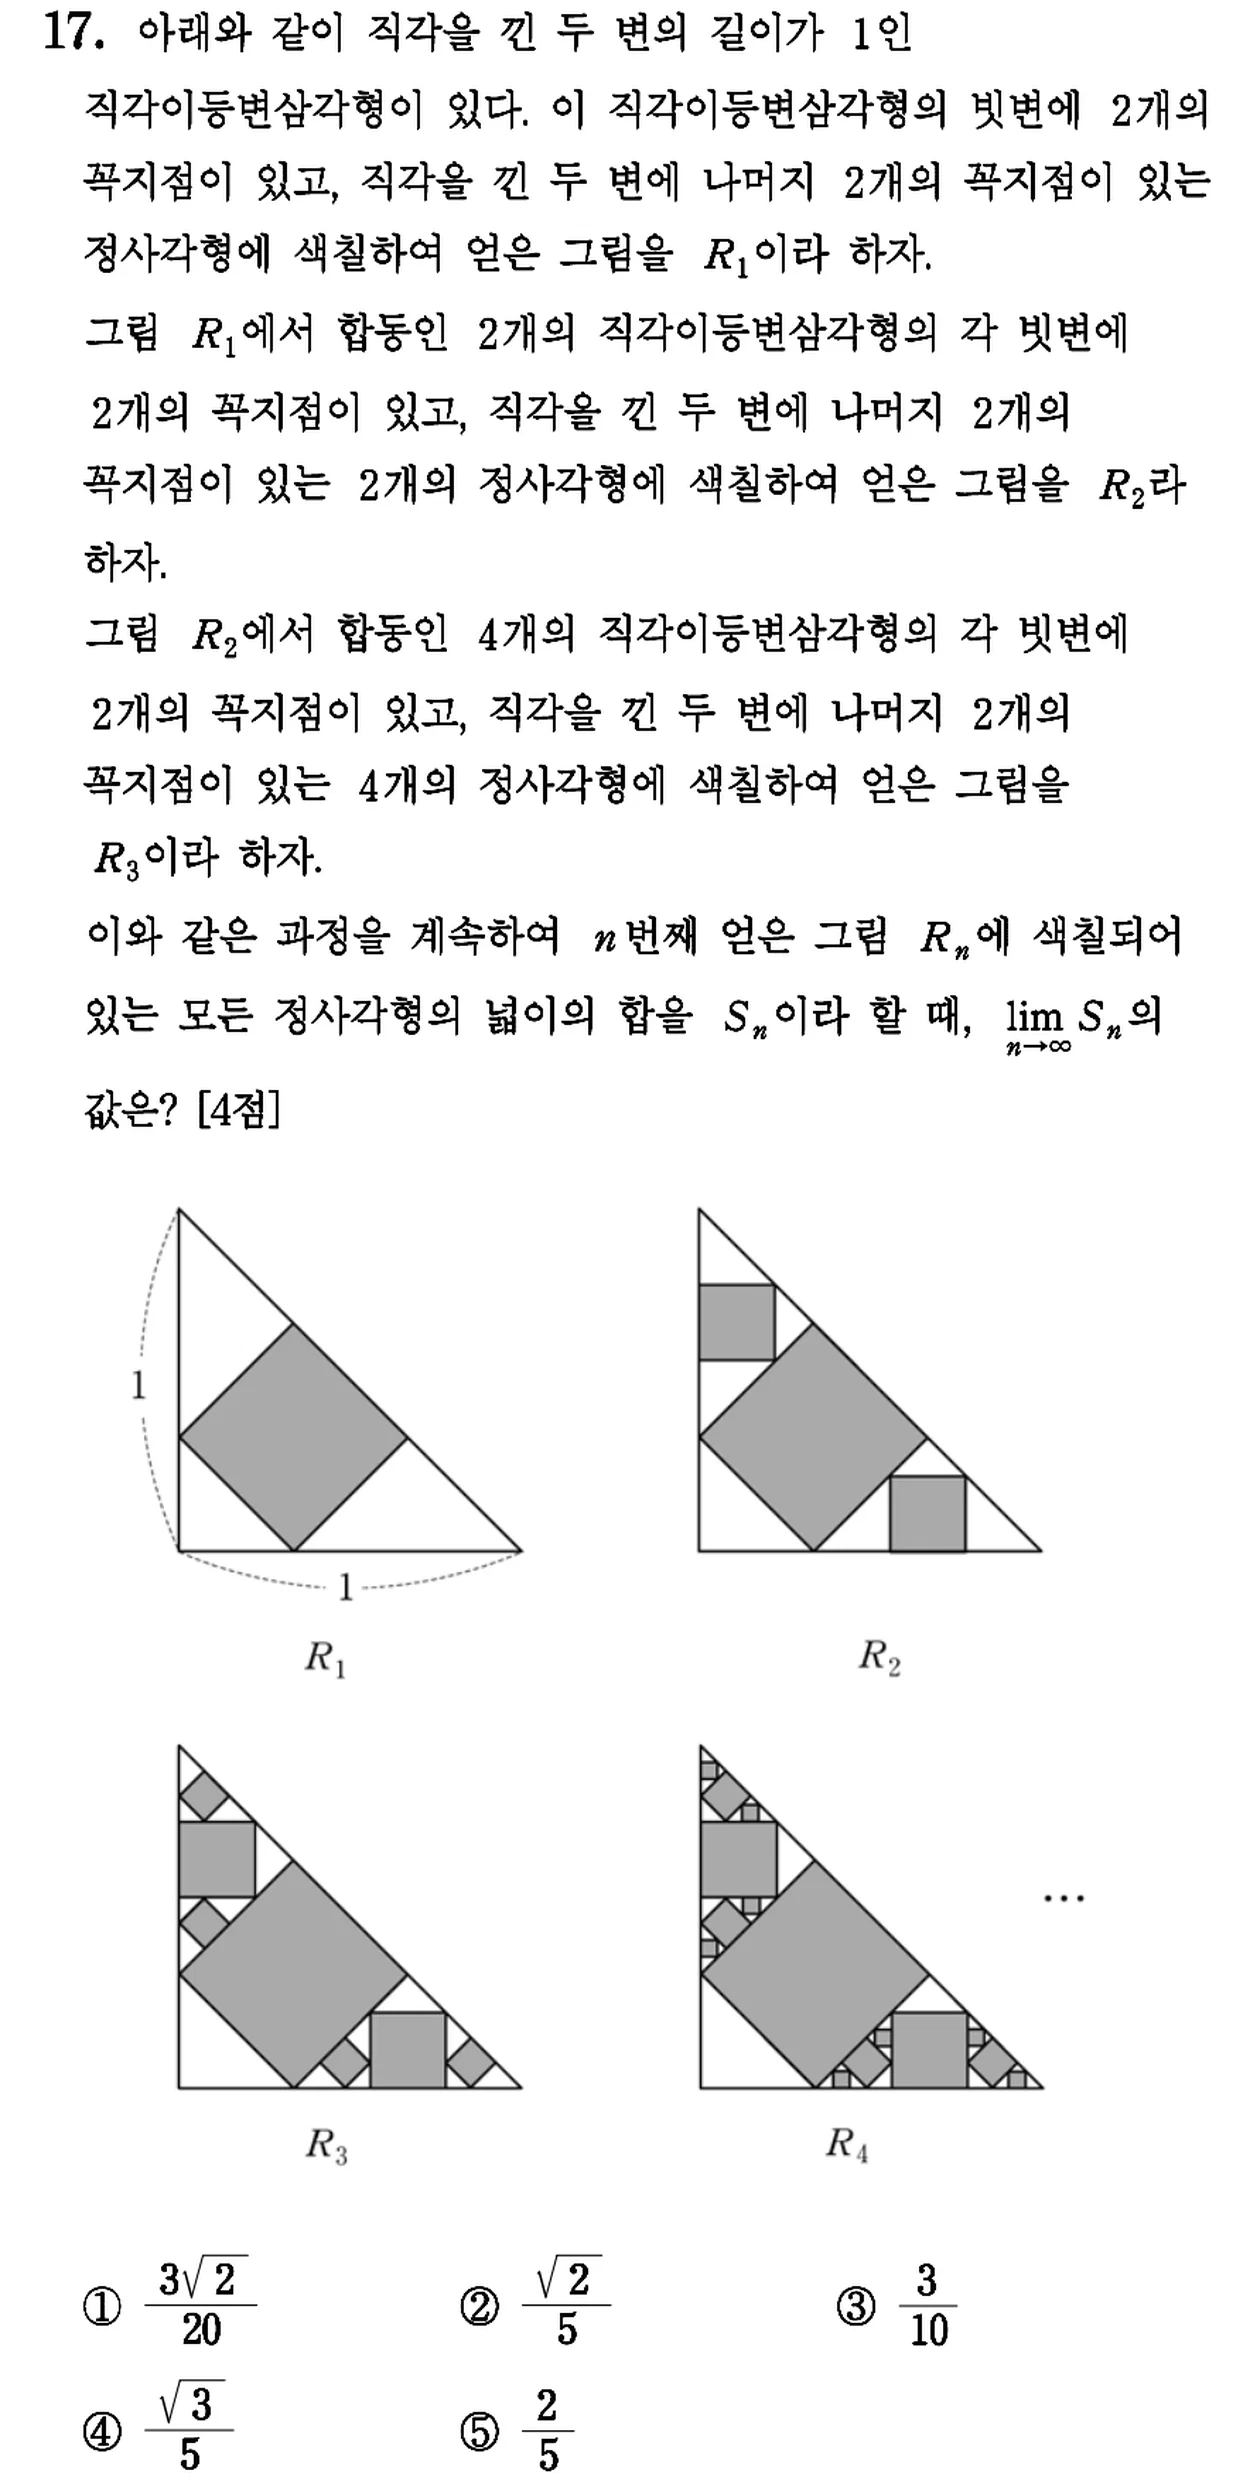 17. 아래와 같이 직각을 낀 두 변의 길이가 1인
직각이등변삼각형이 있다. 이 직각이등변삼각형의 빗변에 2개의
꼭지점이 있고, 직각을 낀 두 변에 나머지 2개의 꼭지점이 있는
정사각형에 색칠하여 얻은 그림을 R₁이라 하자.
그림 R₁에서 합동인 2개의 직각이등변삼각형의 각 빗변에
2개의 꼭지점이 있고, 직각을 낀 두 변에 나머지 2개의
꼭지점이 있는 2개의 정사각형에 색칠하여 얻은 그림을 R₂라
하자.
그림 R₂에서 합동인 4개의 직각이등변삼각형의 각 빗변에
2개의 꼭지점이 있고, 직각을 낀 두 변에 나머지 2개의
꼭지점이 있는 4개의 정사각형에 색칠하여 얻은 그림을
R₃이라 하자.
이와 같은 과정을 계속하여 n번째 얻은 그림 Rₙ에 색칠되어
있는 모든 정사각형의 넓이의 합을 Sₙ이라 할 때, lim n→∞ Sₙ의
값은? [4점]
1
1
R₁ R₂
...
R₃ R₄
① 3√2/20 ② √2/5 ③ 3/10
④ √3/5 ⑤ 2/5